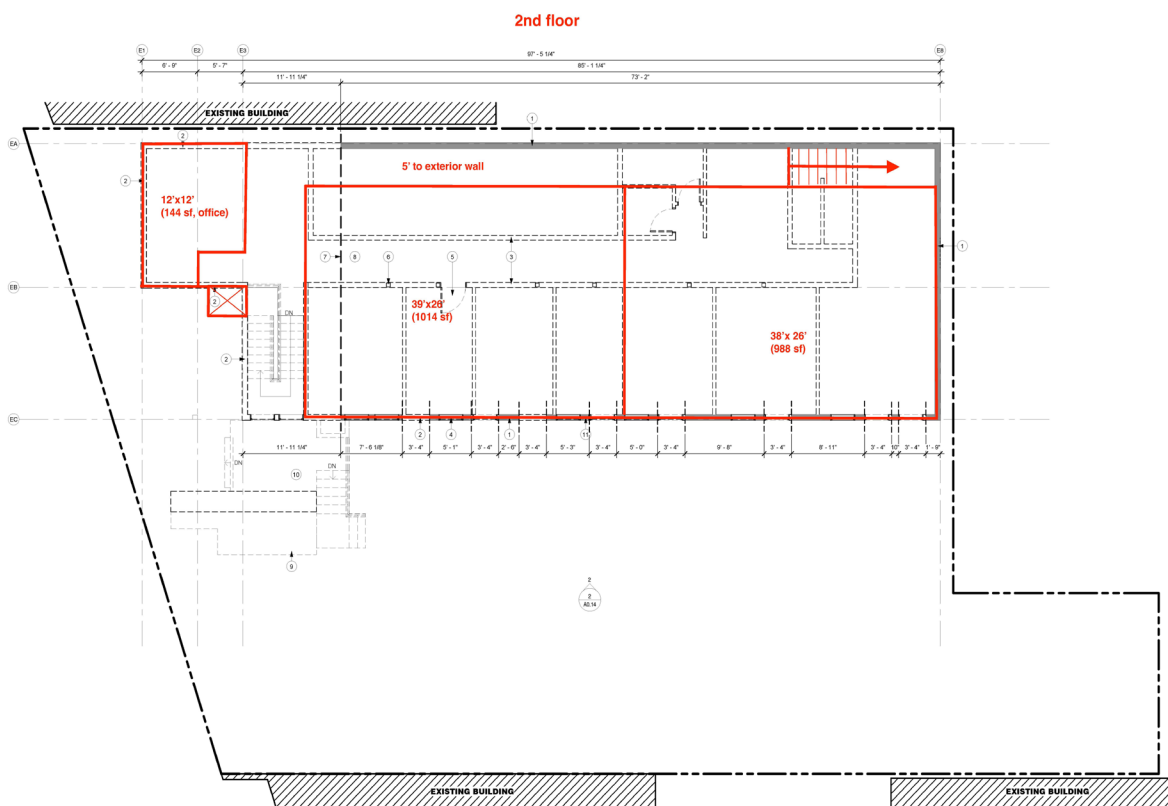 2nd floor
E1
E2
E3
E8
97' - 5 1/4"
6' - 9"
5' - 7"
85' - 1 1/4"
11' - 11 1/4"
73' - 2"
EXISTING BUILDING
EA
2
1
5' to exterior wall
2
12'x12'
(144 sf, office)
7
8
6
5
3
1
EB
2
DN
39'x26'
(1014 sf)
38'x 26'
(988 sf)
2
EC
2
4
1
11
11' - 11 1/4"
7' - 6 1/8"
3' - 4"
5' - 1"
3' - 4"
2' - 6"
3' - 4"
5' - 3"
3' - 4"
5' - 0"
3' - 4"
9' - 8"
3' - 4"
8' - 11"
3' - 4"
10"
3' - 4"
1' - 9"
DN
DN
10
9
2
2
A0.14
EXISTING BUILDING
EXISTING BUILDING